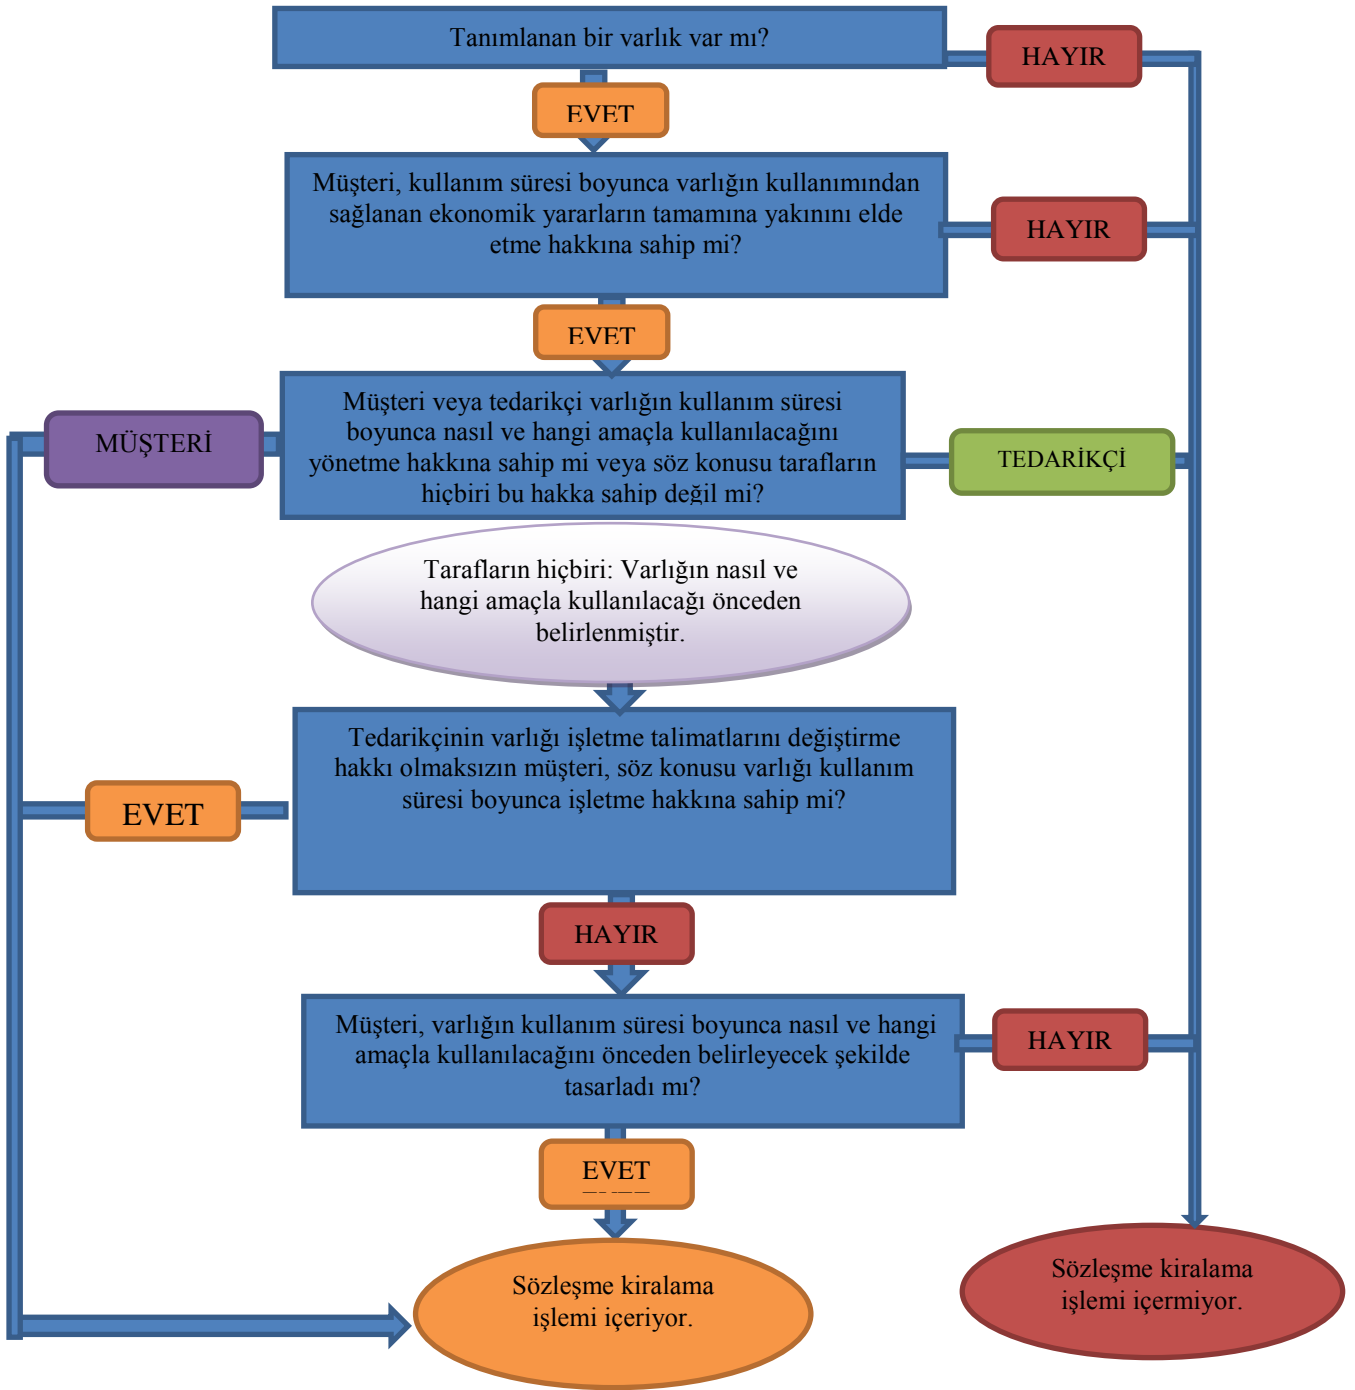 Tanımlanan bir varlık var mı?
HAYIR
EVET
Müşteri, kullanım süresi boyunca varlığın kullanımından
sağlanan ekonomik yararların tamamına yakınını elde
etme hakkına sahip mi?
HAYIR
EVET
Müşteri veya tedarikçi varlığın kullanım süresi
boyunca nasıl ve hangi amaçla kullanılacağını
yönetme hakkına sahip mi veya söz konusu tarafların
hiçbiri bu hakka sahip değil mi?
MÜŞTERİ
TEDARİKÇİ
Tarafların hiçbiri: Varlığın nasıl ve
hangi amaçla kullanılacağı önceden
belirlenmiştir.
Tedarikçinin varlığı işletme talimatlarını değiştirme
hakkı olmaksızın müşteri, söz konusu varlığı kullanım
süresi boyunca işletme hakkına sahip mi?
EVET
HAYIR
Müşteri, varlığın kullanım süresi boyunca nasıl ve hangi
amaçla kullanılacağını önceden belirleyecek şekilde
tasarladı mı?
HAYIR
EVET
Sözleşme kiralama
işlemi içeriyor.
Sözleşme kiralama
işlemi içermiyor.